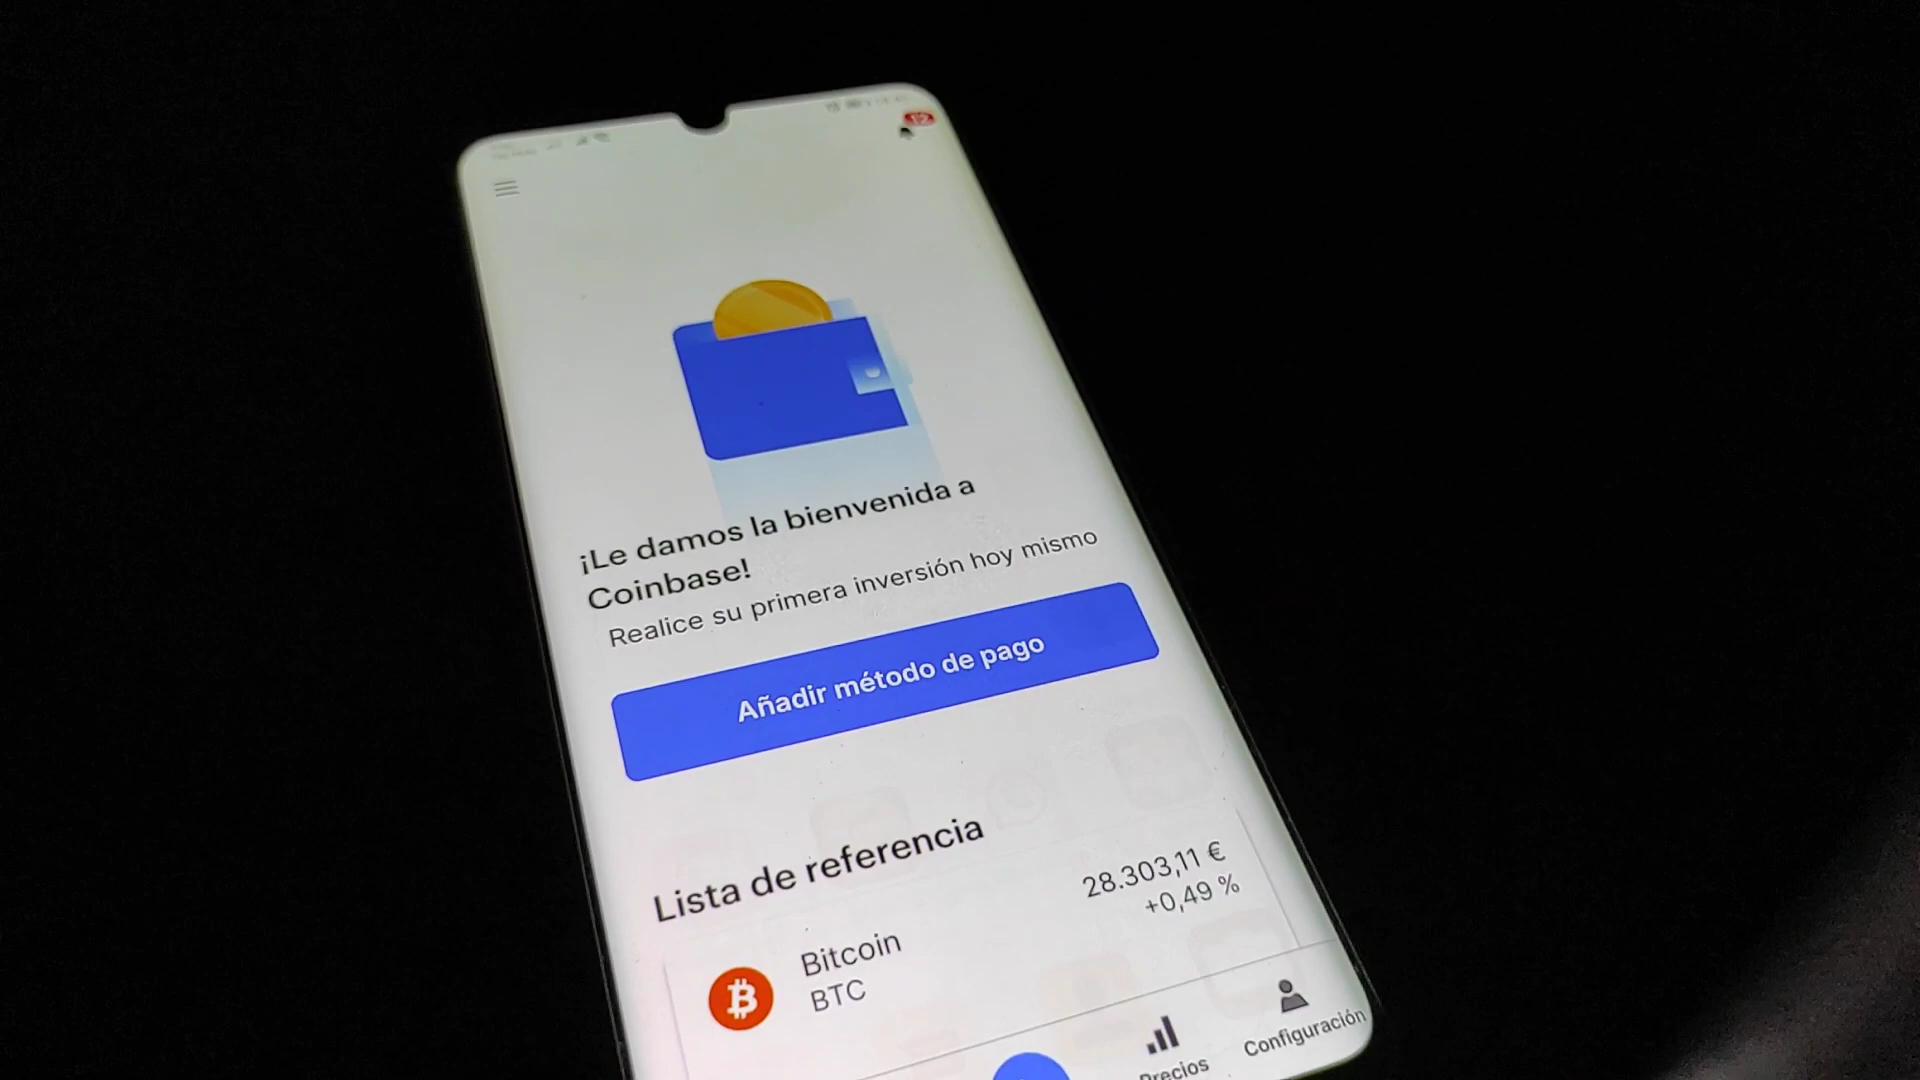 12
¡Le damos la bienvenida a
Coinbase!
Realice su primera inversión hoy mismo
Añadir método de pago
Lista de referencia
Bitcoin
28.303,11 €
BTC
+0,49 %
Precios
Configuración